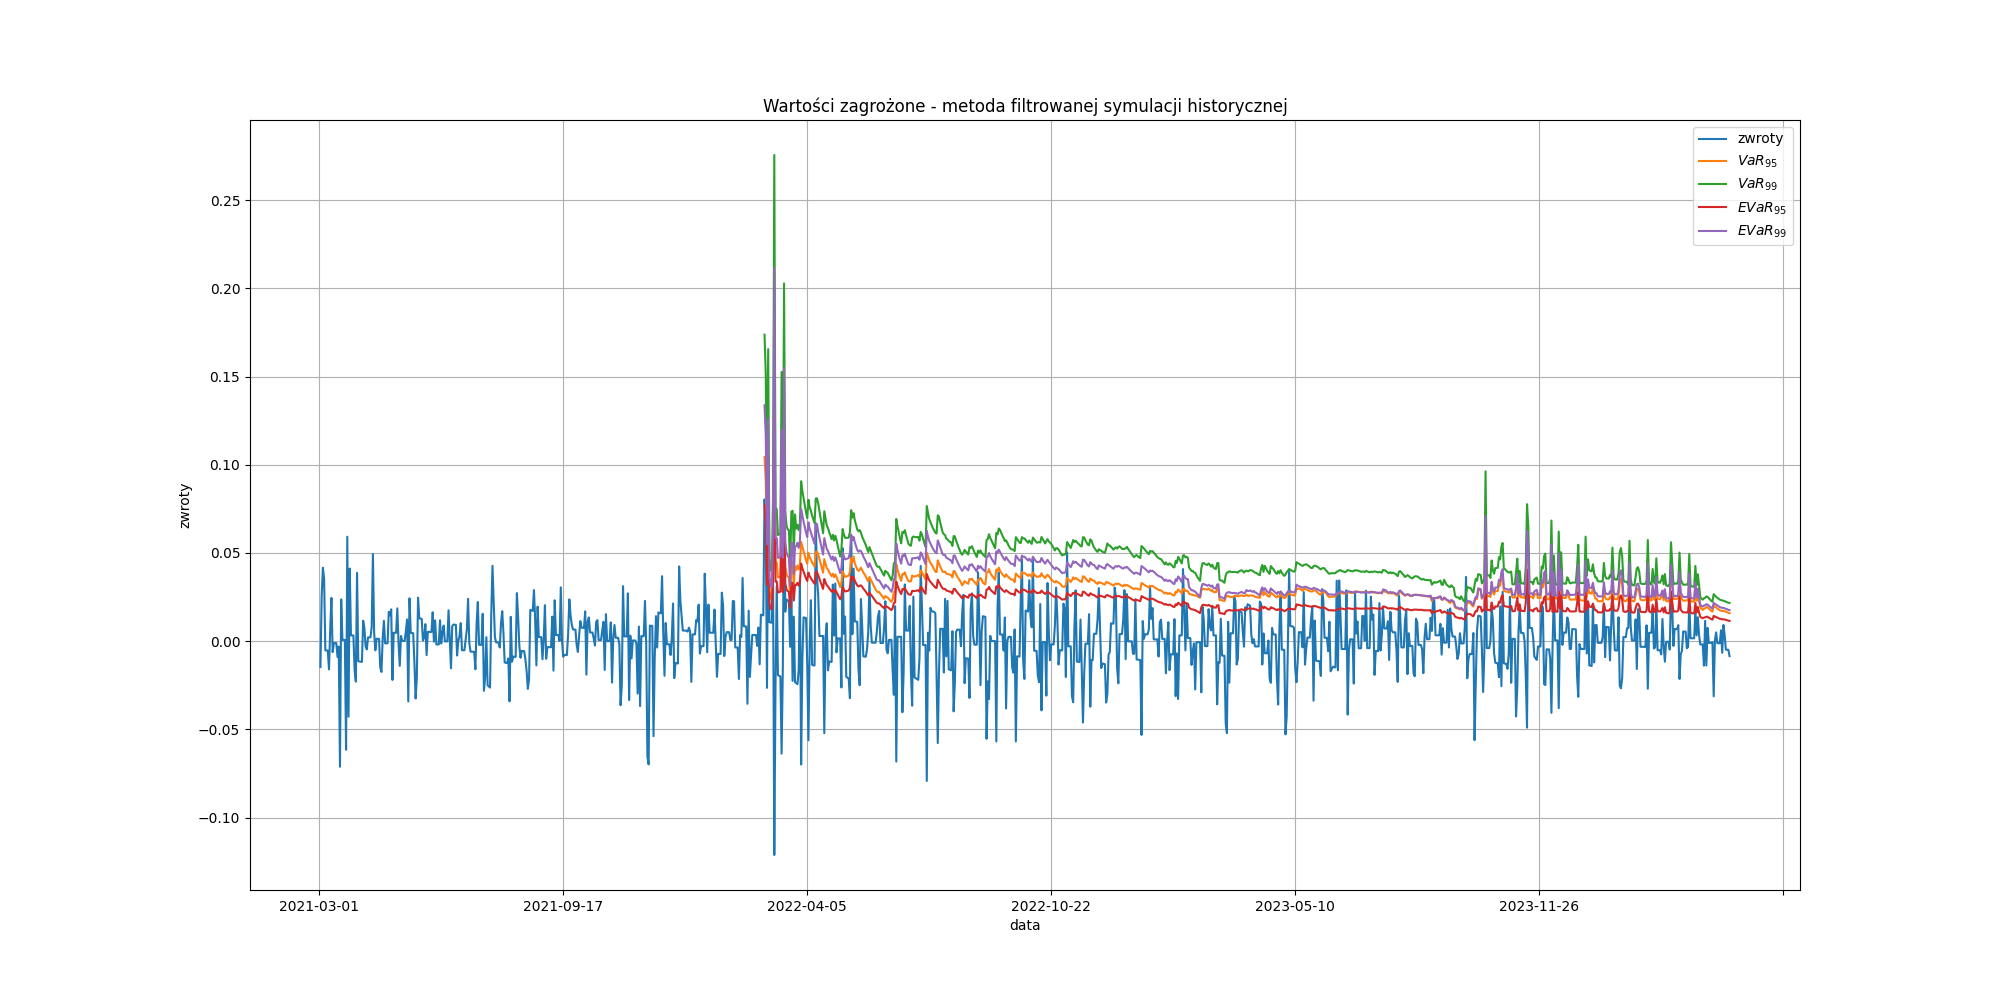 Wartości zagrożone - metoda filtrowanej symulacji historycznej
zwroty
VaR95
VaR99
EVaR95
EVaR99
0.25
0.20
0.15
0.10
0.05
0.00
−0.05
−0.10
zwroty
2021-03-01 2021-09-17 2022-04-05 2022-10-22 2023-05-10 2023-11-26
data